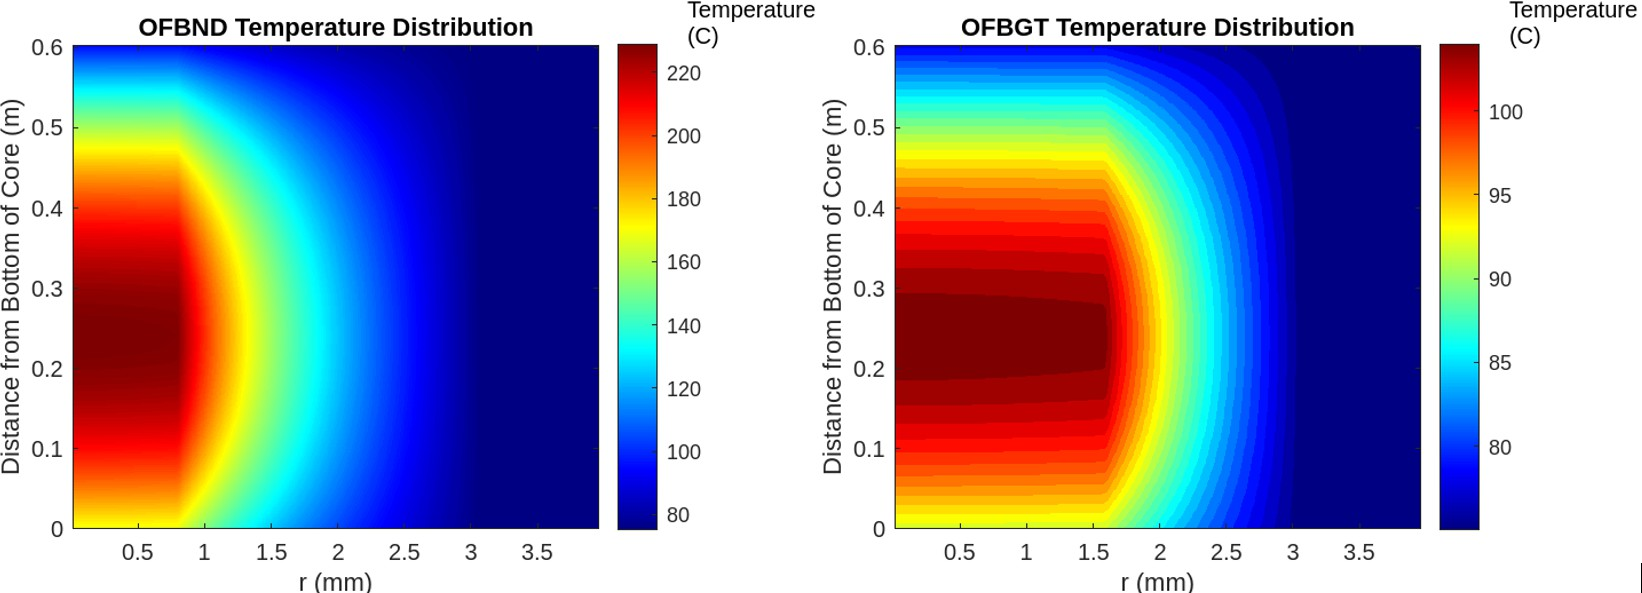 OFBND Temperature Distribution
Temperature
(C)
Distance from Bottom of Core (m)
0.6
0.5
0.4
0.3
0.2
0.1
0
0.5 1 1.5 2 2.5 3 3.5
r (mm)
220
200
180
160
140
120
100
80
OFBGT Temperature Distribution
Temperature
(C)
Distance from Bottom of Core (m)
0.6
0.5
0.4
0.3
0.2
0.1
0
0.5 1 1.5 2 2.5 3 3.5
r (mm)
100
95
90
85
80